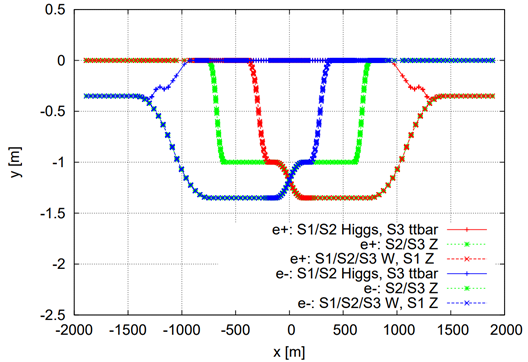 0.5
0
-0.5
-1
-1.5
-2
-2.5
y [m]
e+: S1/S2 Higgs, S3 ttbar
e+: S2/S3 Z
e+: S1/S2/S3 W, S1 Z
e-: S1/S2 Higgs, S3 ttbar
e-: S2/S3 Z
e-: S1/S2/S3 W, S1 Z
-2000 -1500 -1000 -500 0 500 1000 1500 2000
x [m]